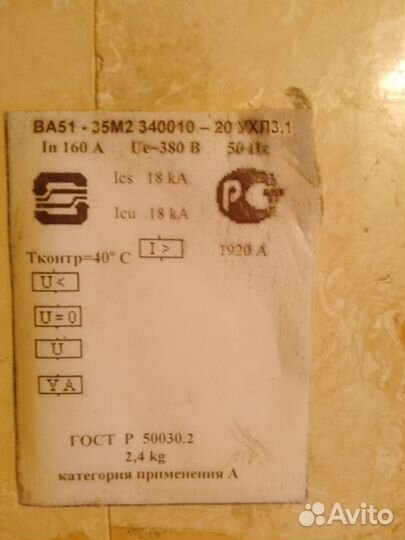 ВА51 - 35М2 340010 – 20 УХЛ3.1
In 160 А Ue~380 В 50 Hz
Ics 18 kA
Icu 18 kA
РСТ
Тконтр=40° С I > 1920 А
U <
U=0
U
YA
ГОСТ Р 50030.2
2,4 kg
категория применения А
Avito